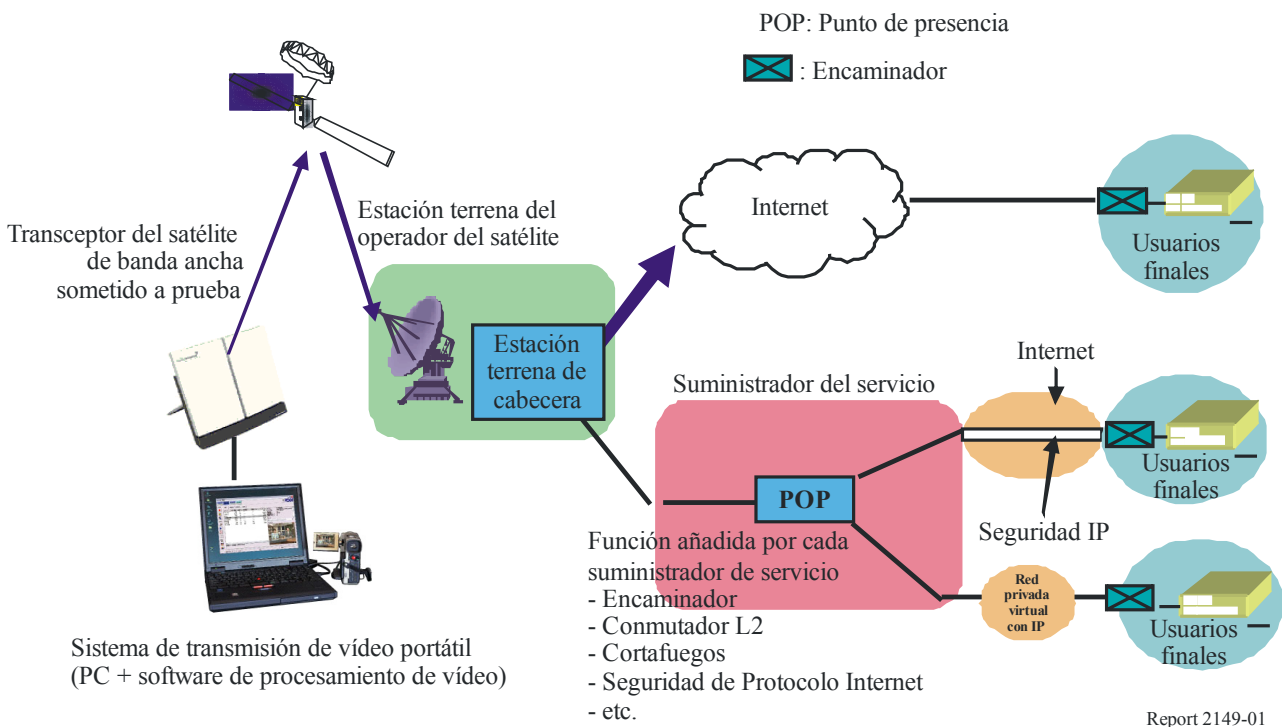 POP: Punto de presencia
: Encaminador
Transceptor del satélite
de banda ancha
sometido a prueba
Estación terrena del
operador del satélite
Internet
Usuarios
finales
Estación
terrena de
cabecera
Suministrador del servicio
Internet
POP
Usuarios
finales
Seguridad IP
Función añadida por cada
suministrador de servicio
- Encaminador
- Conmutador L2
- Cortafuegos
- Seguridad de Protocolo Internet
- etc.
Red
privada
virtual
con IP
Usuarios
finales
Sistema de transmisión de vídeo portátil
(PC + software de procesamiento de vídeo)
Report 2149-01